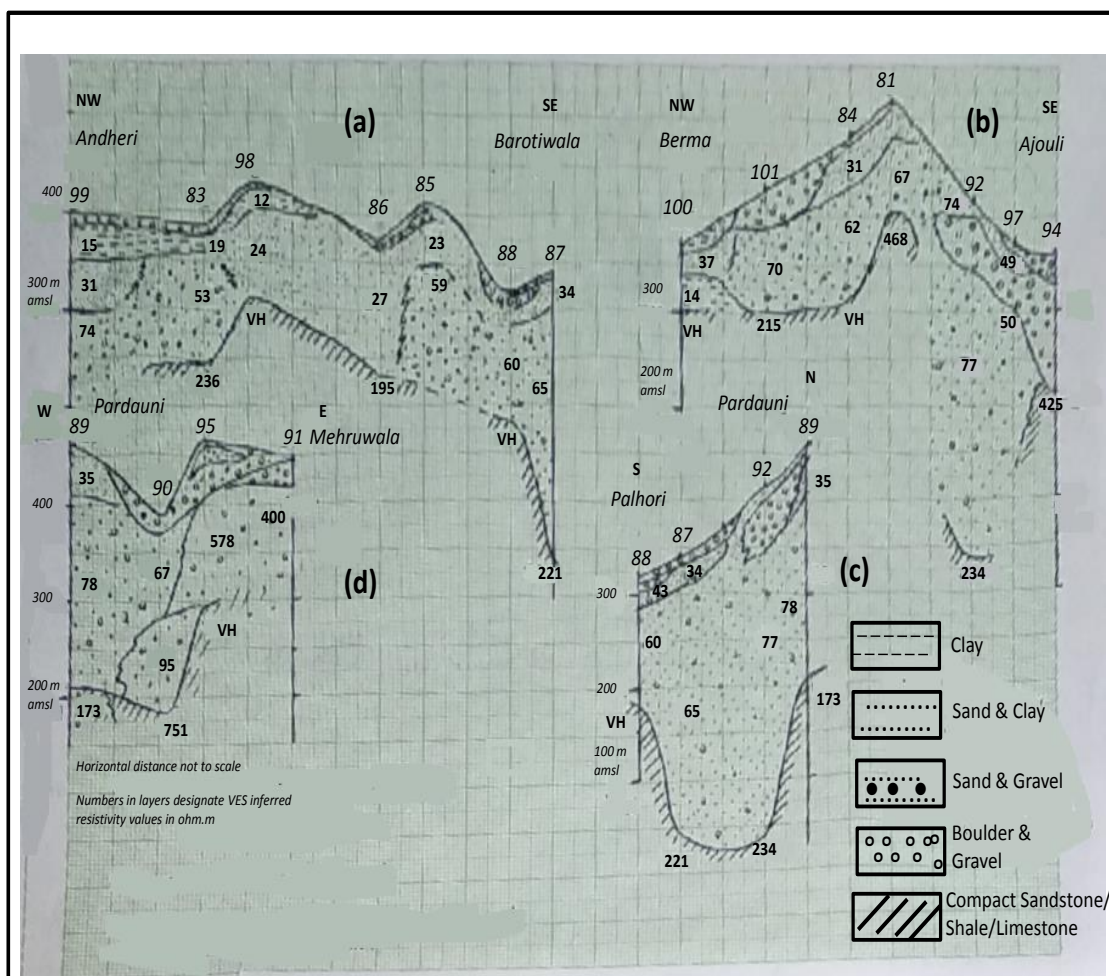 NW
SE
(a)
Andheri
Barotiwala
98
85
400
99
83
86
12
88
87
15
19
24
23
300 m
amsl
31
53
27
59
34
74
VH
60
65
236
195
VH
221
NW
SE
81
(b)
Berma
84
Ajouli
101
31
67
92
100
74
97
94
37
62
468
49
70
300
14
50
VH
215
VH
200 m
amsl
77
425
234
W
Pardauni
E
89
95
91
Mehruwala
35
90
400
400
578
78
67
(d)
300
VH
95
200 m
amsl
173
751
N
Pardauni
89
S
92
35
Palhori
87
88
(c)
34
43
300
78
60
77
200
173
65
VH
100 m
amsl
221
234
Clay
Sand & Clay
Sand & Gravel
Boulder &
Gravel
Compact Sandstone/
Shale/Limestone
Horizontal distance not to scale
Numbers in layers designate VES inferred
resistivity values in ohm.m